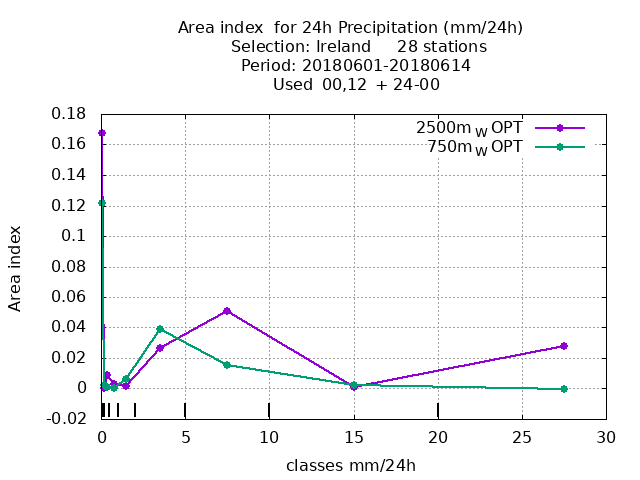 Area index  for 24h Precipitation (mm/24h)
Selection: Ireland     28 stations
Period: 20180601-20180614
Used  00,12  + 24-00
2500m W OPT
750m W OPT
0.18
0.16
0.14
0.12
0.1
0.08
0.06
0.04
0.02
0
-0.02
Area index
0 5 10 15 20 25 30
classes mm/24h